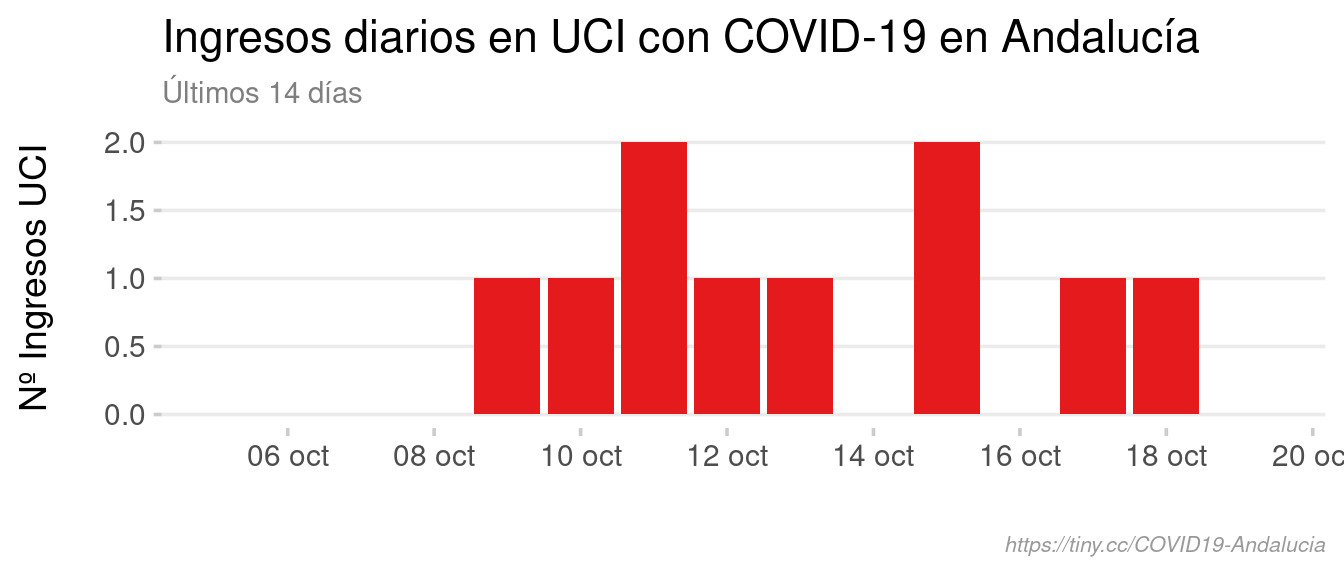 Ingresos diarios en UCI con COVID-19 en Andalucía
Últimos 14 días
Nº Ingresos UCI
2.0
1.5
1.0
0.5
0.0
06 oct 08 oct 10 oct 12 oct 14 oct 16 oct 18 oct 20 oc
https://tiny.cc/COVID19-Andalucia